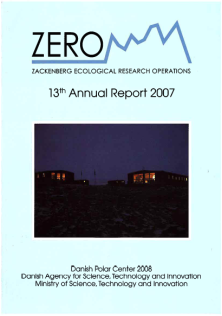 ZERO
ZACKENBERG ECOLOGICAL RESEARCH OPERATIONS
13th Annual Report 2007
Danish Polar Center 2008
Danish Agency for Science, Technology and Innovation
Ministry of Science, Technology and Innovation